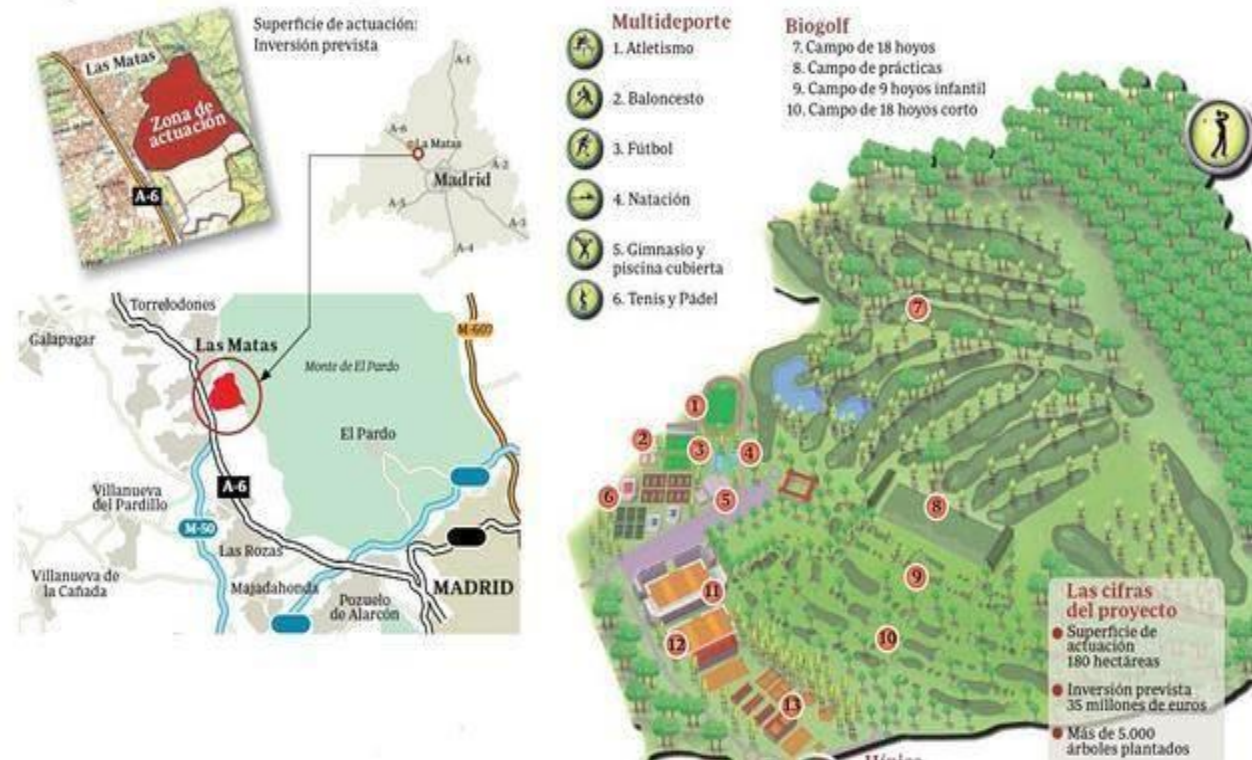 Superficie de actuación:
Inversión prevista
Las Matas
Zona de
actuación
A-6
A-1
A-6
La Matas
A-2
Madrid
A-5
A-3
A-4
Torrelodones
Galapagar
Las Matas
M-607
Monte de El Pardo
El Pardo
Villanueva
del Pardillo
A-6
M-50
Las Rozas
Villanueva de
la Cañada
Majadahonda
Pozuelo
de Alarcón
MADRID
Multideporte
1. Atletismo
2. Baloncesto
3. Fútbol
4. Natación
5. Gimnasio y
piscina cubierta
6. Tenis y Pádel
Biogolf
7. Campo de 18 hoyos
8. Campo de prácticas
9. Campo de 9 hoyos infantil
10. Campo de 18 hoyos corto
7
1
2
3
4
6
5
8
9
11
10
12
13
Las cifras
del proyecto
Superficie de
actuación
180 hectáreas
Inversión prevista
35 millones de euros
Más de 5.000
árboles plantados